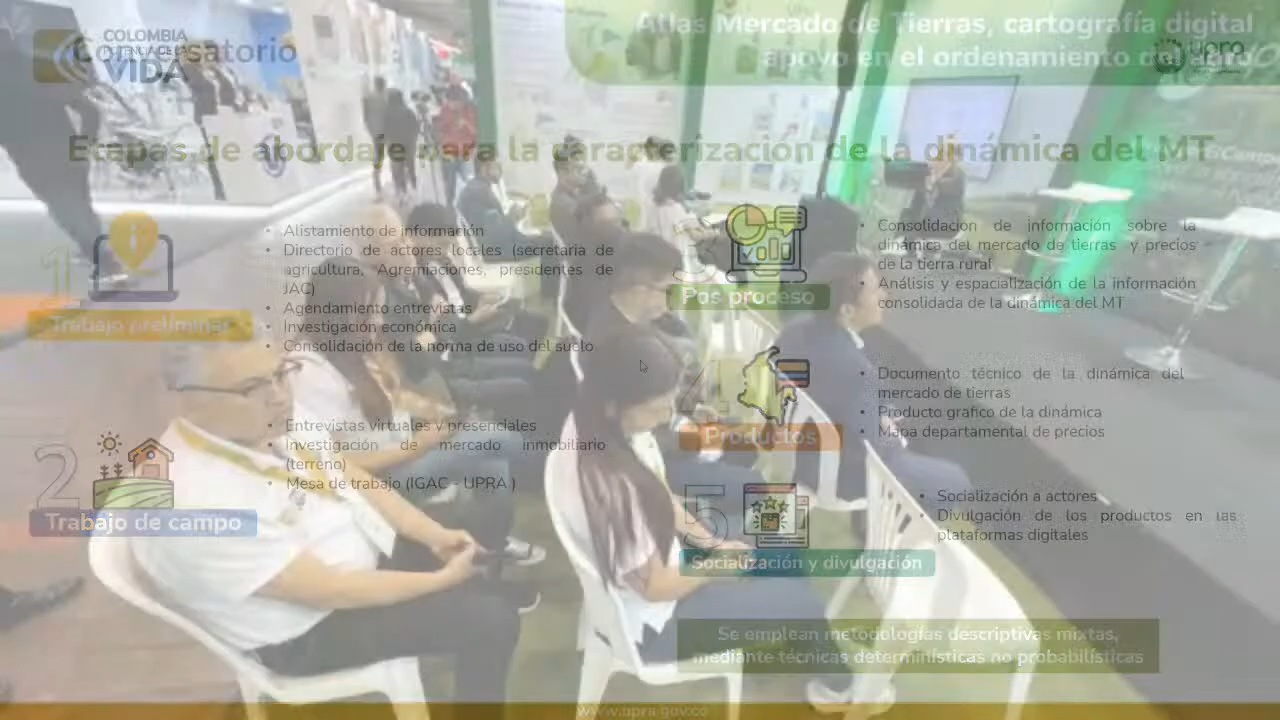 Conversatorio
COLOMBIA
POTENCIA DE LA
VIDA
Atlas Mercado de Tierras, cartografía digital
apoyo en el ordenamiento del agro
upra
Etapas de abordaje para la caracterización de la dinámica del MT
1
Trabajo preliminar
• Alistamiento de información
• Directorio de actores locales (secretaria de
agricultura, Agremiaciones, presidentes de
JAC)
• Agendamiento entrevistas
• Investigación económica
• Consolidación de la norma de uso del suelo
2
Trabajo de campo
• Entrevistas virtuales y presenciales
• Investigación de mercado inmobiliario
(terreno)
• Mesa de trabajo (IGAC - UPRA )
3
Pos proceso
• Consolidación de información sobre la
dinámica del mercado de tierras y precios
de la tierra rural
• Análisis y espacialización de la información
consolidada de la dinámica del MT
4
Productos
• Documento técnico de la dinámica del
mercado de tierras
• Producto grafico de la dinámica
• Mapa departamental de precios
5
Socialización y divulgación
• Socialización a actores
• Divulgación de los productos en las
plataformas digitales
Se emplean metodologías descriptivas mixtas,
mediante técnicas determinísticas no probabilísticas
www.upra.gov.co